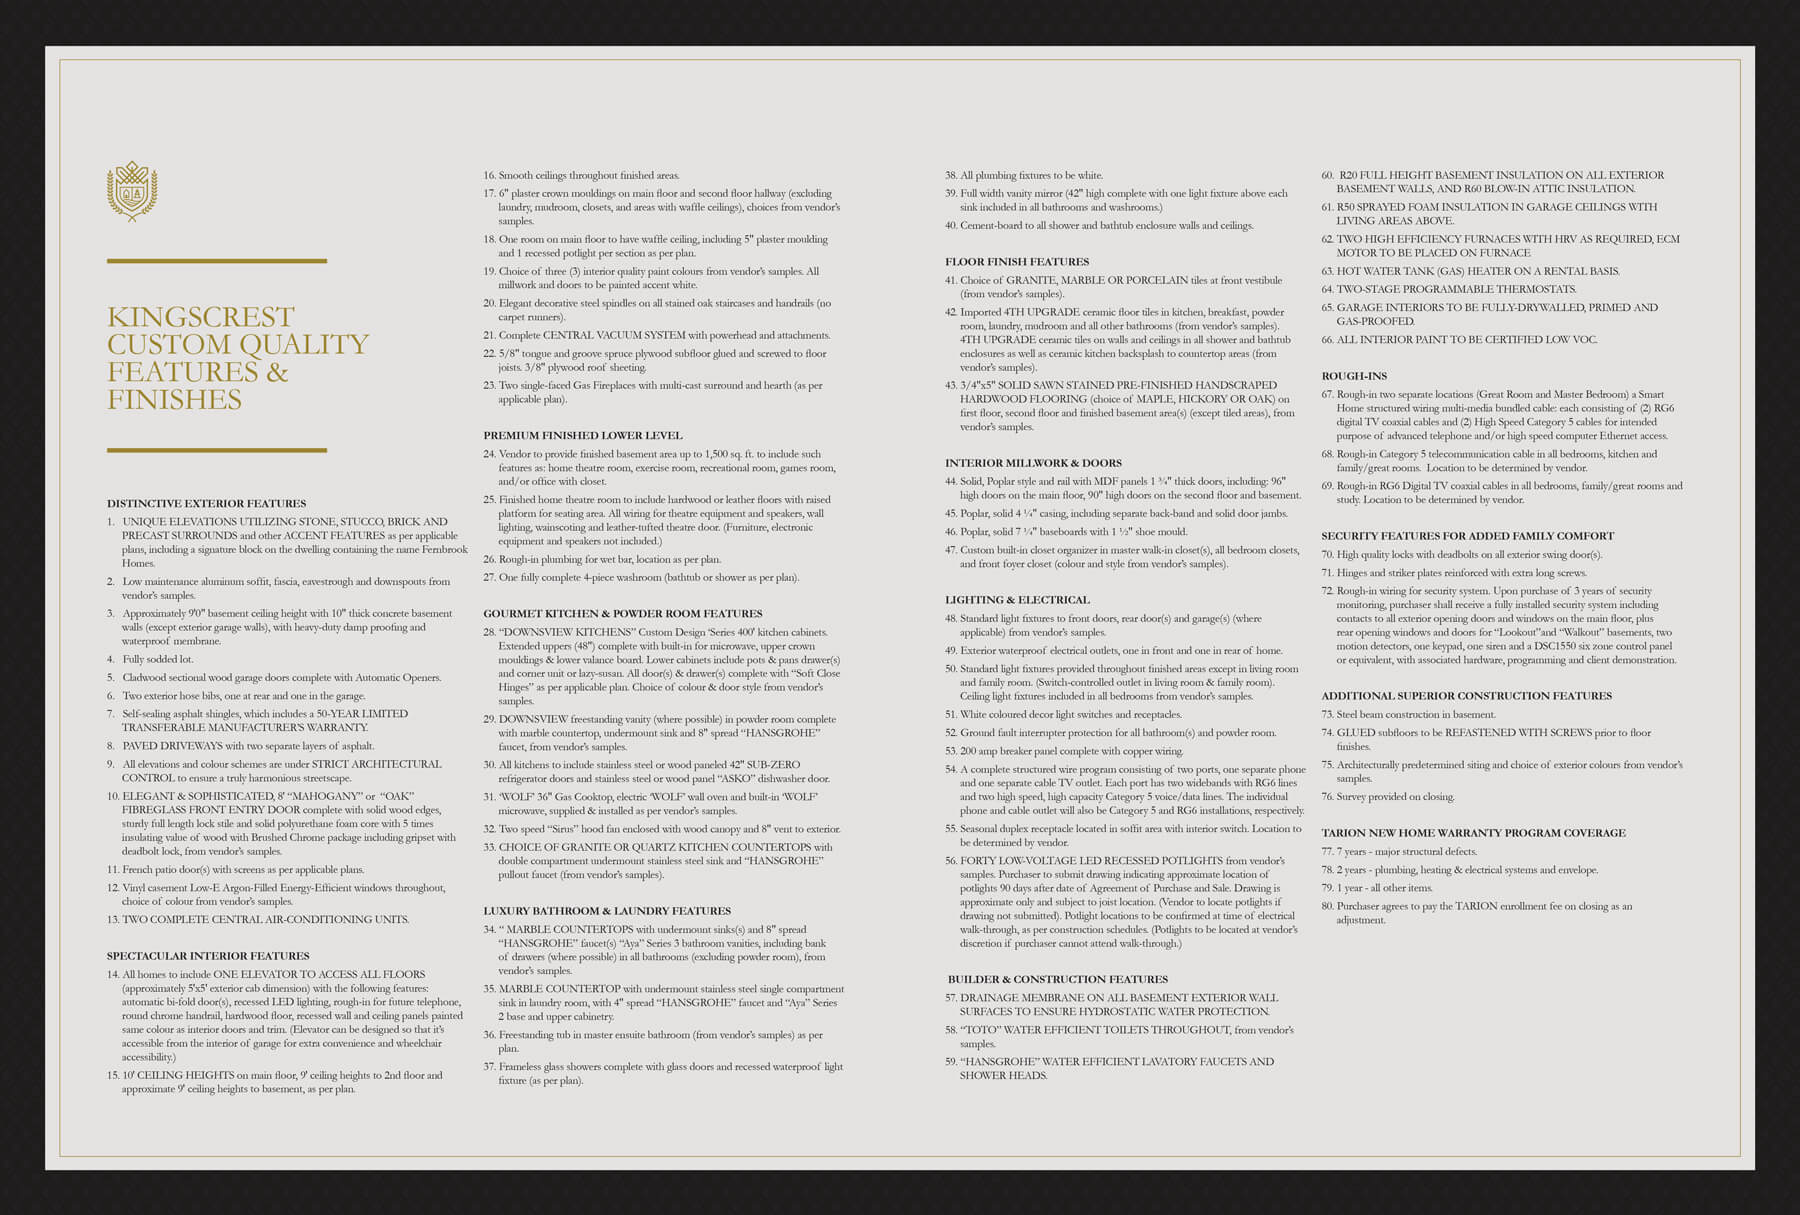 QA
KINGSCREST
CUSTOM QUALITY
FEATURES &
FINISHES
DISTINCTIVE EXTERIOR FEATURES
1. UNIQUE ELEVATIONS UTILIZING STONE, STUCCO, BRICK AND
PRECAST SURROUNDS and other ACCENT FEATURES as per applicable
plans, including a signature block on the dwelling containing the name Fernbrook
Homes.
2. Low maintenance aluminum soffit, fascia, eavestrough and downspouts from
vendor's samples.
3. Approximately 9'0" basement ceiling height with 10" thick concrete basement
walls (except exterior garage walls), with heavy-duty damp proofing and
waterproof membrane.
4. Fully sodded lot.
5. Cladwood sectional wood garage doors complete with Automatic Openers.
6. Two exterior hose bibs, one at rear and one in the garage.
7. Self-sealing asphalt shingles, which includes a 50-YEAR LIMITED
TRANSFERABLE MANUFACTURER'S WARRANTY.
8. PAVED DRIVEWAYS with two separate layers of asphalt.
9. All elevations and colour schemes are under STRICT ARCHITECTURAL
CONTROL to ensure a truly harmonious streetscape.
10. ELEGANT & SOPHISTICATED, 8' “MAHOGANY” or “OAK”
FIBREGLASS FRONT ENTRY DOOR complete with solid wood edges,
sturdy full length lock stile and solid polyurethane foam core with 5 times
insulating value of wood with Brushed Chrome package including gripset with
deadbolt lock, from vendor's samples.
11. French patio door(s) with screens as per applicable plans.
12. Vinyl casement Low-E Argon-Filled Energy-Efficient windows throughout,
choice of colour from vendor's samples.
13. TWO COMPLETE CENTRAL AIR-CONDITIONING UNITS.
SPECTACULAR INTERIOR FEATURES
14. All homes to include ONE ELEVATOR TO ACCESS ALL FLOORS
(approximately 5'x5' exterior cab dimension) with the following features:
automatic bi-fold door(s), recessed LED lighting, rough-in for future telephone,
round chrome handrail, hardwood floor, recessed wall and ceiling panels painted
same colour as interior doors and trim. (Elevator can be designed so that it's
accessible from the interior of garage for extra convenience and wheelchair
accessibility.)
15. 10' CEILING HEIGHTS on main floor, 9' ceiling heights to 2nd floor and
approximate 9' ceiling heights to basement, as per plan.
16. Smooth ceilings throughout finished areas.
17. 6" plaster crown mouldings on main floor and second floor hallway (excluding
laundry, mudroom, closets, and areas with waffle ceilings), choices from vendor's
samples.
18. One room on main floor to have waffle ceiling, including 5" plaster moulding
and 1 recessed potlight per section as per plan.
19. Choice of three (3) interior quality paint colours from vendor's samples. All
millwork and doors to be painted accent white.
20. Elegant decorative steel spindles on all stained oak staircases and handrails (no
carpet runners).
21. Complete CENTRAL VACUUM SYSTEM with powerhead and attachments.
22. 5/8" tongue and groove spruce plywood subfloor glued and screwed to floor
joists. 3/8" plywood roof sheeting.
23. Two single-faced Gas Fireplaces with multi-cast surround and hearth (as per
applicable plan).
PREMIUM FINISHED LOWER LEVEL
24. Vendor to provide finished basement area up to 1,500 sq. ft. to include such
features as: home theatre room, exercise room, recreational room, games room,
and/or office with closet.
25. Finished home theatre room to include hardwood or leather floors with raised
platform for seating area. All wiring for theatre equipment and speakers, wall
lighting, wainscoting and leather-tufted theatre door. (Furniture, electronic
equipment and speakers not included.)
26. Rough-in plumbing for wet bar, location as per plan.
27. One fully complete 4-piece washroom (bathtub or shower as per plan).
GOURMET KITCHEN & POWDER ROOM FEATURES
28. “DOWNSVIEW KITCHENS” Custom Design ‘Series 400’ kitchen cabinets.
Extended uppers (48") complete with built-in for microwave, upper crown
mouldings & lower valance board. Lower cabinets include pots & pans drawer(s)
and corner unit or lazy-susan. All door(s) & drawer(s) complete with “Soft Close
Hinges” as per applicable plan. Choice of colour & door style from vendor's
samples.
29. DOWNSVIEW freestanding vanity (where possible) in powder room complete
with marble countertop, undermount sink and 8" spread “HANSGROHE”
faucet, from vendor's samples.
30. All kitchens to include stainless steel or wood paneled 42" SUB-ZERO
refrigerator doors and stainless steel or wood panel “ASKO” dishwasher door.
31. ‘WOLF’ 36" Gas Cooktop, electric ‘WOLF’ wall oven and built-in ‘WOLF’
microwave, supplied & installed as per vendor's samples.
32. Two speed “Sirus” hood fan enclosed with wood canopy and 8" vent to exterior.
33. CHOICE OF GRANITE OR QUARTZ KITCHEN COUNTERTOPS with
double compartment undermount stainless steel sink and “HANSGROHE”
pullout faucet (from vendor's samples).
LUXURY BATHROOM & LAUNDRY FEATURES
34. “ MARBLE COUNTERTOPS with undermount sinks(s) and 8" spread
“HANSGROHE” faucet(s) “Aya” Series 3 bathroom vanities, including bank
of drawers (where possible) in all bathrooms (excluding powder room), from
vendor's samples.
35. MARBLE COUNTERTOP with undermount stainless steel single compartment
sink in laundry room, with 4" spread “HANSGROHE” faucet and “Aya” Series
2 base and upper cabinetry.
36. Freestanding tub in master ensuite bathroom (from vendor's samples) as per
plan.
37. Frameless glass showers complete with glass doors and recessed waterproof light
fixture (as per plan).
38. All plumbing fixtures to be white.
39. Full width vanity mirror (42" high complete with one light fixture above each
sink included in all bathrooms and washrooms.)
40. Cement-board to all shower and bathtub enclosure walls and ceilings.
FLOOR FINISH FEATURES
41. Choice of GRANITE, MARBLE OR PORCELAIN tiles at front vestibule
(from vendor's samples).
42. Imported 4TH UPGRADE ceramic floor tiles in kitchen, breakfast, powder
room, laundry, mudroom and all other bathrooms (from vendor's samples).
4TH UPGRADE ceramic tiles on walls and ceilings in all shower and bathtub
enclosures as well as ceramic kitchen backsplash to countertop areas (from
vendor's samples).
43. 3/4"x5" SOLID SAWN STAINED PRE-FINISHED HANDSCRAPED
HARDWOOD FLOORING (choice of MAPLE, HICKORY OR OAK) on
first floor, second floor and finished basement area(s) (except tiled areas), from
vendor's samples.
INTERIOR MILLWORK & DOORS
44. Solid, Poplar style and rail with MDF panels 1 ¾" thick doors, including: 96"
high doors on the main floor, 90" high doors on the second floor and basement.
45. Poplar, solid 4 ¼" casing, including separate back-band and solid door jambs.
46. Poplar, solid 7 ¼" baseboards with 1 ½" shoe mould.
47. Custom built-in closet organizer in master walk-in closet(s), all bedroom closets,
and front foyer closet (colour and style from vendor's samples).
LIGHTING & ELECTRICAL
48. Standard light fixtures to front doors, rear door(s) and garage(s) (where
applicable) from vendor's samples.
49. Exterior waterproof electrical outlets, one in front and one in rear of home.
50. Standard light fixtures provided throughout finished areas except in living room
and family room. (Switch-controlled outlet in living room & family room).
Ceiling light fixtures included in all bedrooms from vendor's samples.
51. White coloured decor light switches and receptacles.
52. Ground fault interrupter protection for all bathroom(s) and powder room.
53. 200 amp breaker panel complete with copper wiring.
54. A complete structured wire program consisting of two ports, one separate phone
and one separate cable TV outlet. Each port has two widebands with RG6 lines
and two high speed, high capacity Category 5 voice/data lines. The individual
phone and cable outlet will also be Category 5 and RG6 installations, respectively.
55. Seasonal duplex receptacle located in soffit area with interior switch. Location to
be determined by vendor.
56. FORTY LOW-VOLTAGE LED RECESSED POTLIGHTS from vendor's
samples. Purchaser to submit drawing indicating approximate location of
potlights 90 days after date of Agreement of Purchase and Sale. Drawing is
approximate only and subject to joist location. (Vendor to locate potlights if
drawing not submitted). Potlight locations to be confirmed at time of electrical
walk-through, as per construction schedules. (Potlights to be located at vendor's
discretion if purchaser cannot attend walk-through.)
BUILDER & CONSTRUCTION FEATURES
57. DRAINAGE MEMBRANE ON ALL BASEMENT EXTERIOR WALL
SURFACES TO ENSURE HYDROSTATIC WATER PROTECTION.
58. “TOTO” WATER EFFICIENT TOILETS THROUGHOUT, from vendor's
samples.
59. “HANSGROHE” WATER EFFICIENT LAVATORY FAUCETS AND
SHOWER HEADS.
60. R20 FULL HEIGHT BASEMENT INSULATION ON ALL EXTERIOR
BASEMENT WALLS, AND R60 BLOW-IN ATTIC INSULATION.
61. R50 SPRAYED FOAM INSULATION IN GARAGE CEILINGS WITH
LIVING AREAS ABOVE.
62. TWO HIGH EFFICIENCY FURNACES WITH HRV AS REQUIRED, ECM
MOTOR TO BE PLACED ON FURNACE
63. HOT WATER TANK (GAS) HEATER ON A RENTAL BASIS.
64. TWO-STAGE PROGRAMMABLE THERMOSTATS.
65. GARAGE INTERIORS TO BE FULLY-DRYWALLED, PRIMED AND
GAS-PROOFED.
66. ALL INTERIOR PAINT TO BE CERTIFIED LOW VOC.
ROUGH-INS
67. Rough-in two separate locations (Great Room and Master Bedroom) a Smart
Home structured wiring multi-media bundled cable: each consisting of (2) RG6
digital TV coaxial cables and (2) High Speed Category 5 cables for intended
purpose of advanced telephone and/or high speed computer Ethernet access.
68. Rough-in Category 5 telecommunication cable in all bedrooms, kitchen and
family/great rooms. Location to be determined by vendor.
69. Rough-in RG6 Digital TV coaxial cables in all bedrooms, family/great rooms and
study. Location to be determined by vendor.
SECURITY FEATURES FOR ADDED FAMILY COMFORT
70. High quality locks with deadbolts on all exterior swing door(s).
71. Hinges and striker plates reinforced with extra long screws.
72. Rough-in wiring for security system. Upon purchase of 3 years of security
monitoring, purchaser shall receive a fully installed security system including
contacts to all exterior opening doors and windows on the main floor, plus
rear opening windows and doors for “Lookout”and “Walkout” basements, two
motion detectors, one keypad, one siren and a DSC1550 six zone control panel
or equivalent, with associated hardware, programming and client demonstration.
ADDITIONAL SUPERIOR CONSTRUCTION FEATURES
73. Steel beam construction in basement.
74. GLUED subfloors to be REFASTENED WITH SCREWS prior to floor
finishes.
75. Architecturally predetermined siting and choice of exterior colours from vendor's
samples.
76. Survey provided on closing.
TARION NEW HOME WARRANTY PROGRAM COVERAGE
77. 7 years - major structural defects.
78. 2 years - plumbing, heating & electrical systems and envelope.
79. 1 year - all other items.
80. Purchaser agrees to pay the TARION enrollment fee on closing as an
adjustment.